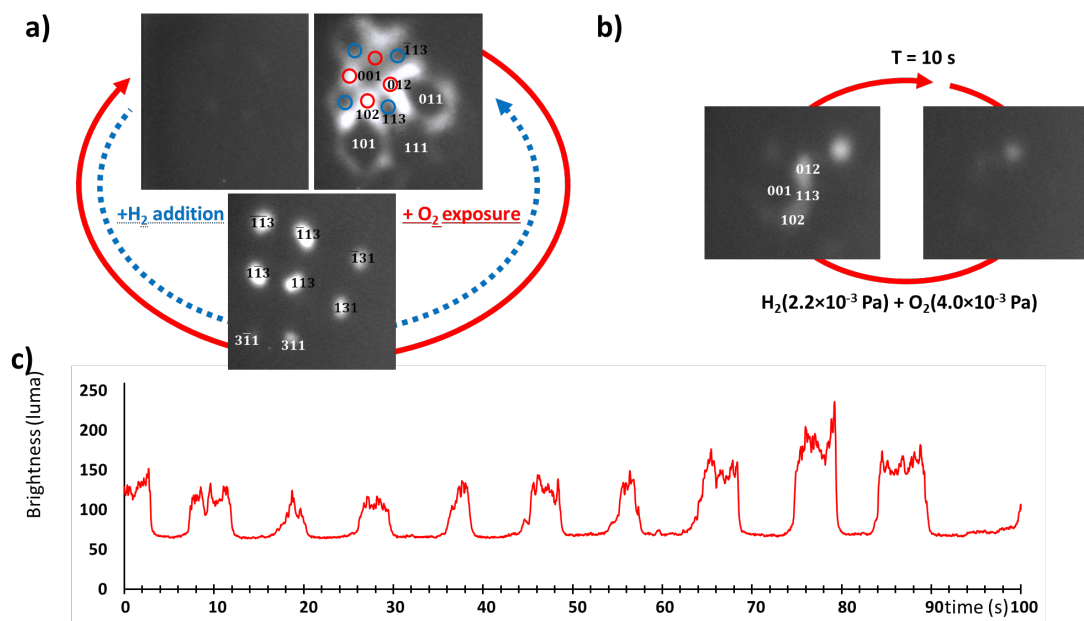 a)
001
1̄13
012
011
102
113
101
111
+H₂ addition
+ O₂ exposure
1̄1̄3
1̄13
1̄31
11̄3
113
131
31̄1
311
b)
T = 10 s
012
001
113
102
H₂(2.2×10⁻³ Pa) + O₂(4.0×10⁻³ Pa)
c)
Brightness (luma)
250
200
150
100
50
0
0 10 20 30 40 50 60 70 80 90 time (s) 100